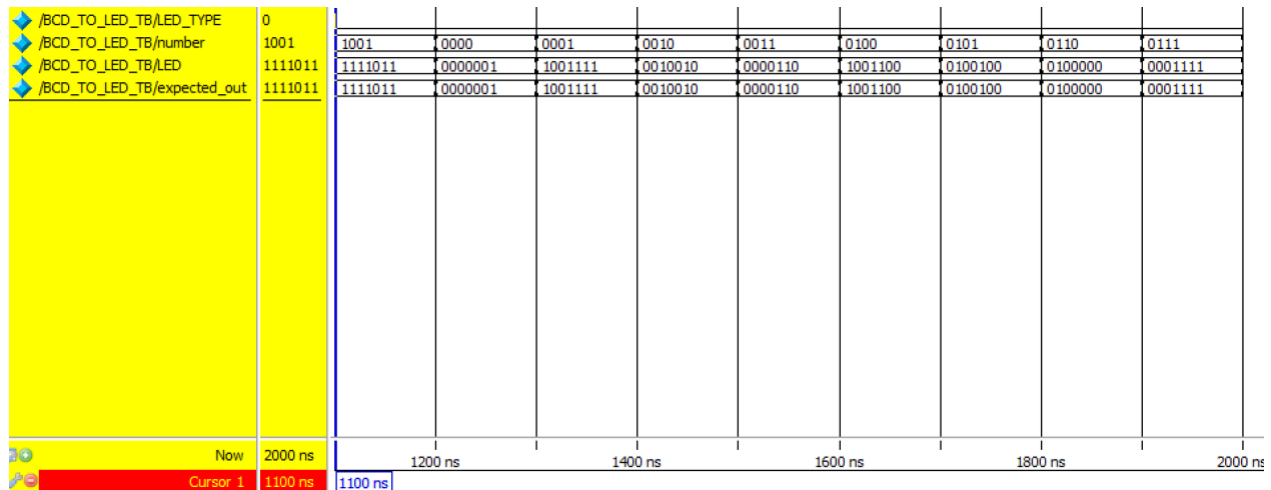 /BCD_TO_LED_TB/LED_TYPE 0
/BCD_TO_LED_TB/number 1001 1001 0000 0001 0010 0011 0100 0101 0110 0111
/BCD_TO_LED_TB/LED 1111011 1111011 0000001 1001111 0010010 0000110 1001100 0100100 0100000 0001111
/BCD_TO_LED_TB/expected_out 1111011 1111011 0000001 1001111 0010010 0000110 1001100 0100100 0100000 0001111
Now 2000 ns 1200 ns 1400 ns 1600 ns 1800 ns 2000 ns
Cursor 1 1100 ns 1100 ns